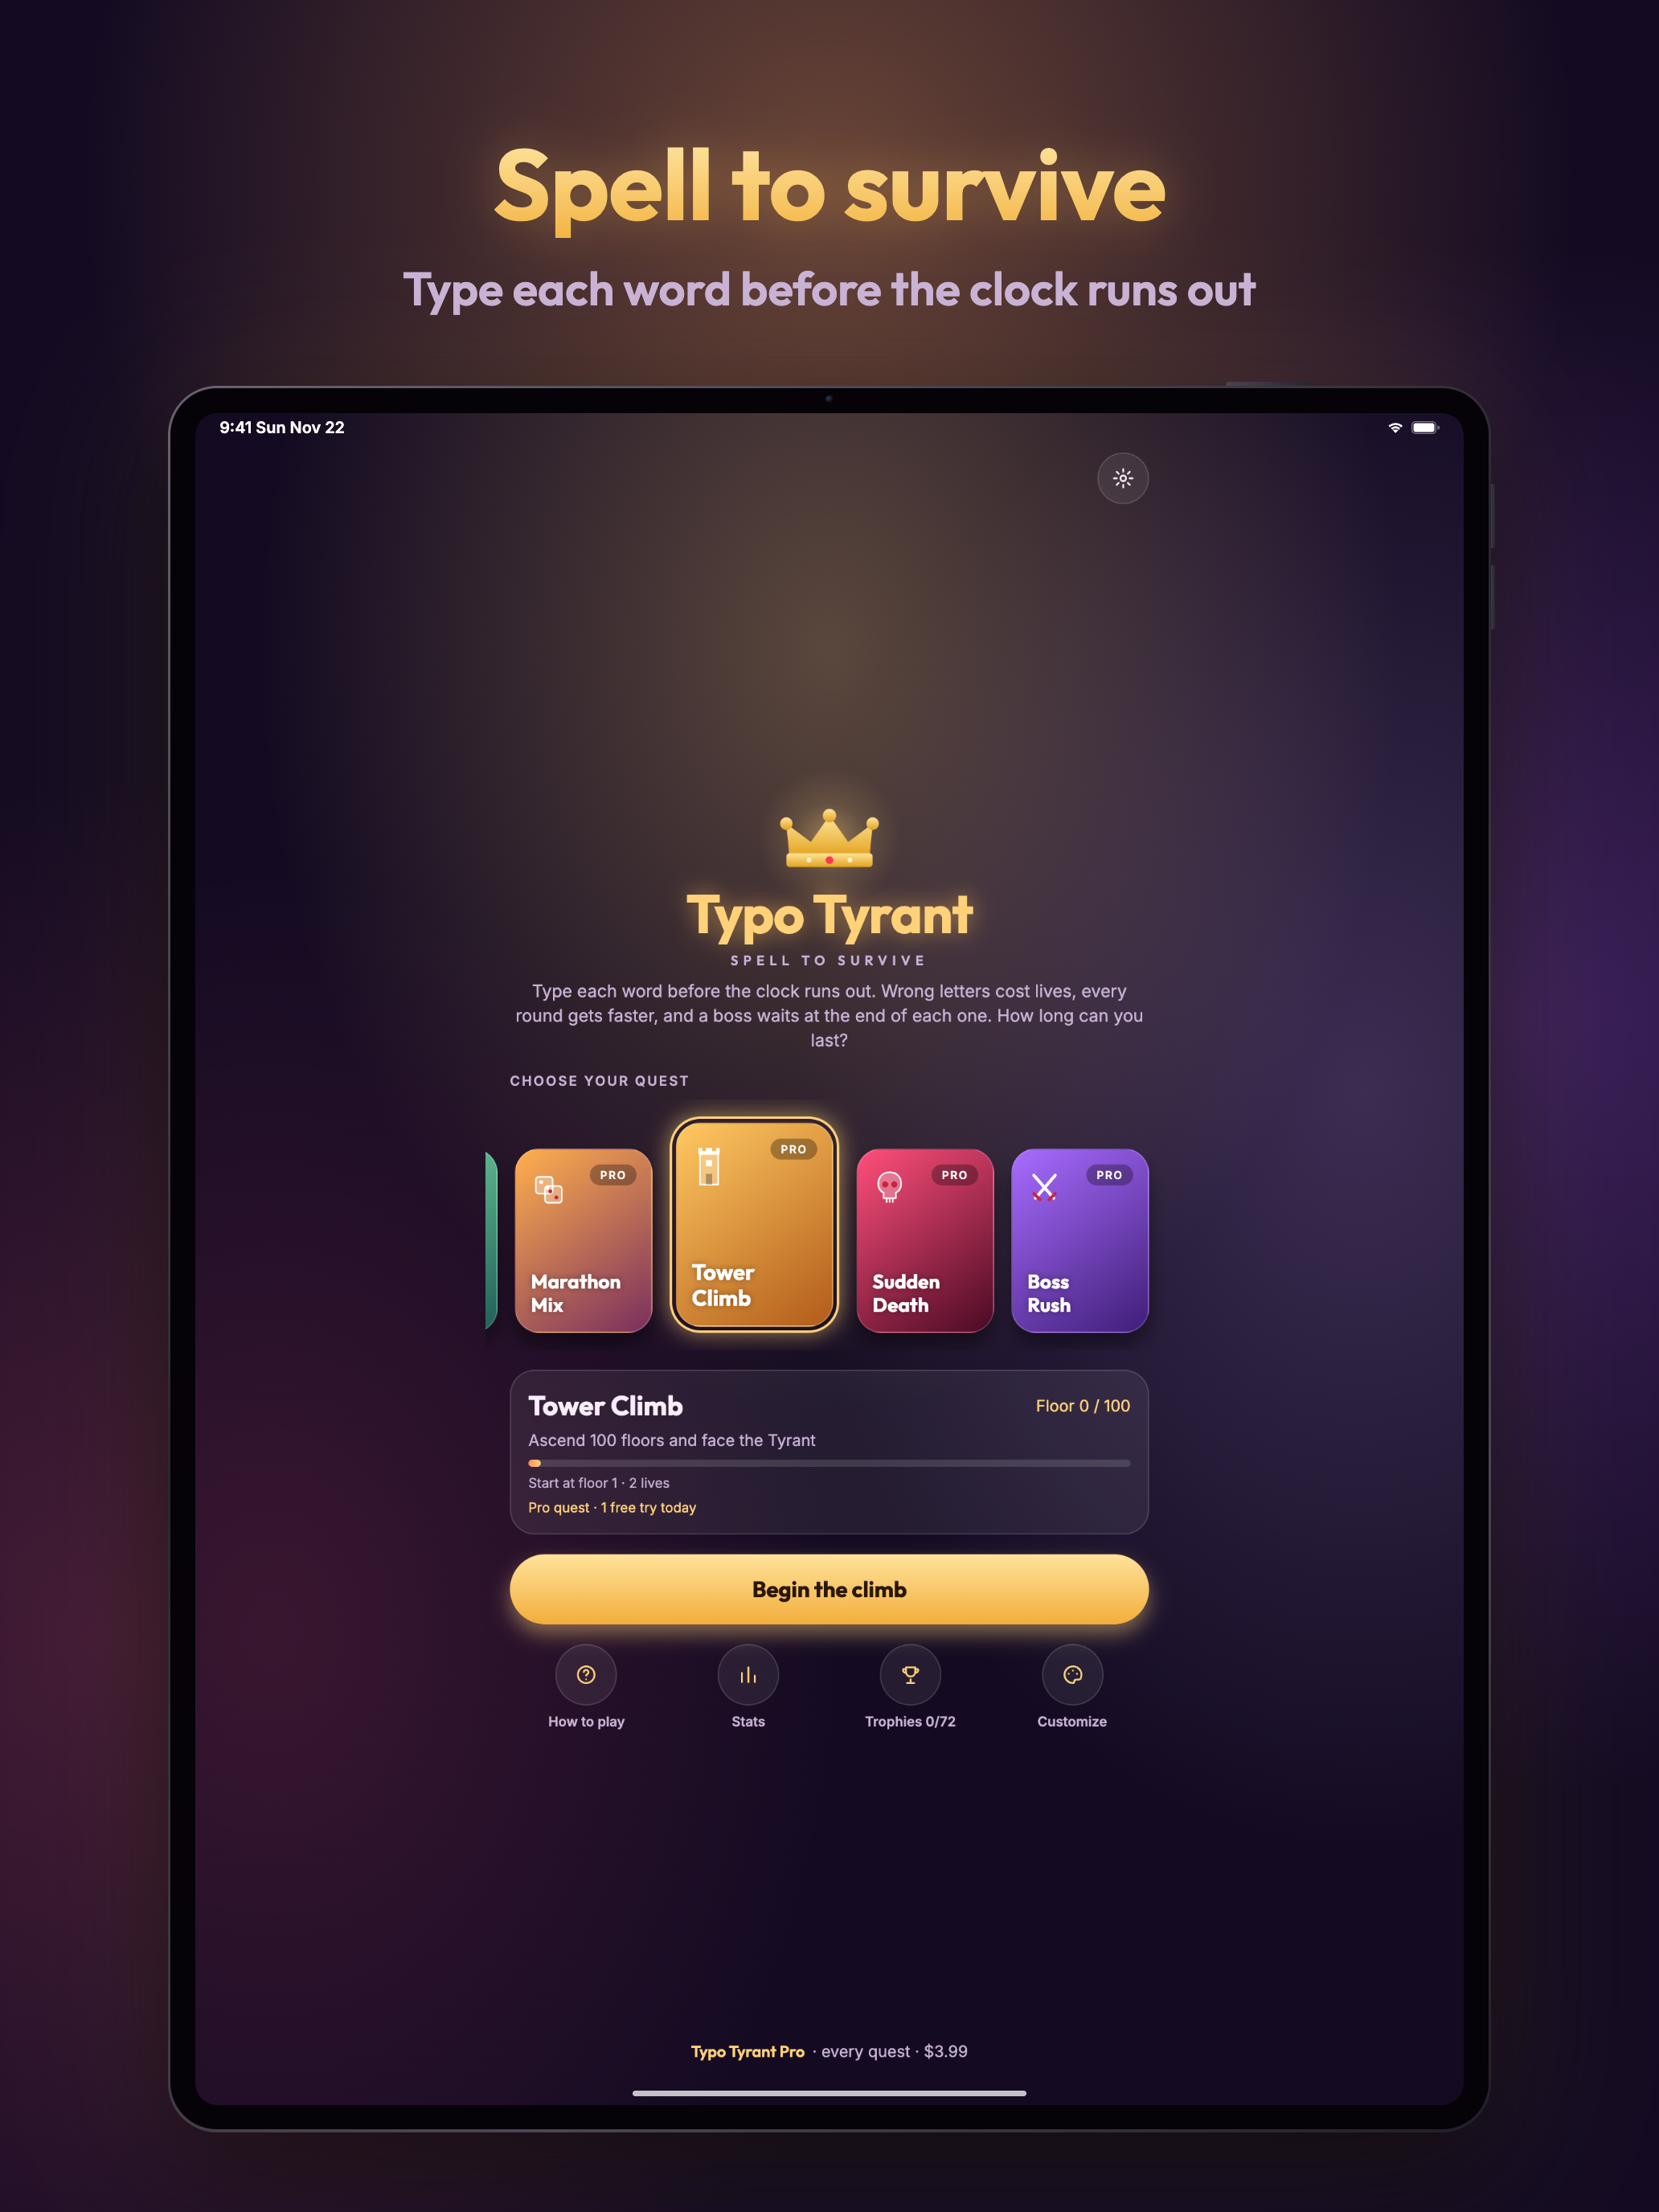 Spell to survive
Type each word before the clock runs out
9:41 Sun Nov 22
Typo Tyrant
SPELL TO SURVIVE
Type each word before the clock runs out. Wrong letters cost lives, every
round gets faster, and a boss waits at the end of each one. How long can you
last?
CHOOSE YOUR QUEST
PRO
Marathon
Mix
PRO
Tower
Climb
PRO
Sudden
Death
PRO
Boss
Rush
Tower Climb
Floor 0 / 100
Ascend 100 floors and face the Tyrant
Start at floor 1 · 2 lives
Pro quest · 1 free try today
Begin the climb
How to play
Stats
Trophies 0/72
Customize
Typo Tyrant Pro · every quest · $3.99